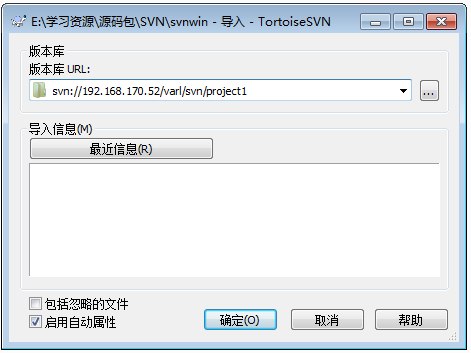 E:\学习资源\源码包\SVN\svnwin - 导入 - TortoiseSVN
版本库
版本库 URL:
svn://192.168.170.52/varl/svn/project1
...
导入信息(M)
最近信息(R)
包括忽略的文件
启用自动属性
确定(O)
取消
帮助